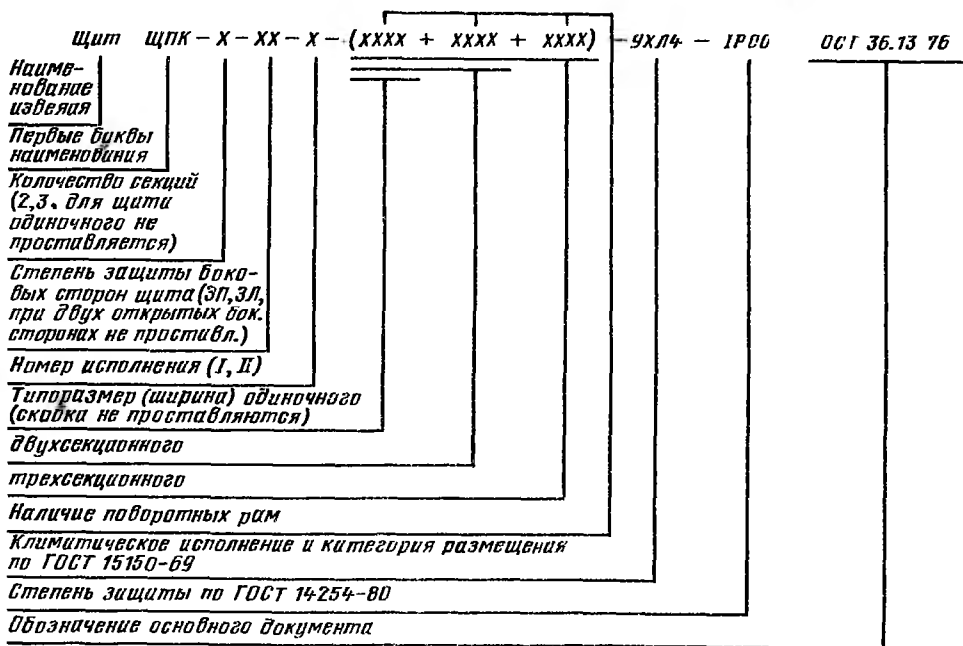 Щит ЩПК – X – XX – X – (XXXX + XXXX + XXXX) – УХЛ4 – IP00 ОСТ 36.13 76
Наиме-
нование
изделия
Первые буквы
наименования
Количество секций
(2,3. для щита
одиночного не
проставляется)
Степень защиты боко-
вых сторон щита (ЗП,ЗЛ,
при двух открытых бок.
сторонах не проставл.)
Номер исполнения (I, II)
Типоразмер (ширина) одиночного
(скобка не проставляются)
двухсекционного
трехсекционного
Наличие поворотных рам
Климатическое исполнение и категория размещения
по ГОСТ 15150-69
Степень защиты по ГОСТ 14254-80
Обозначение основного документа